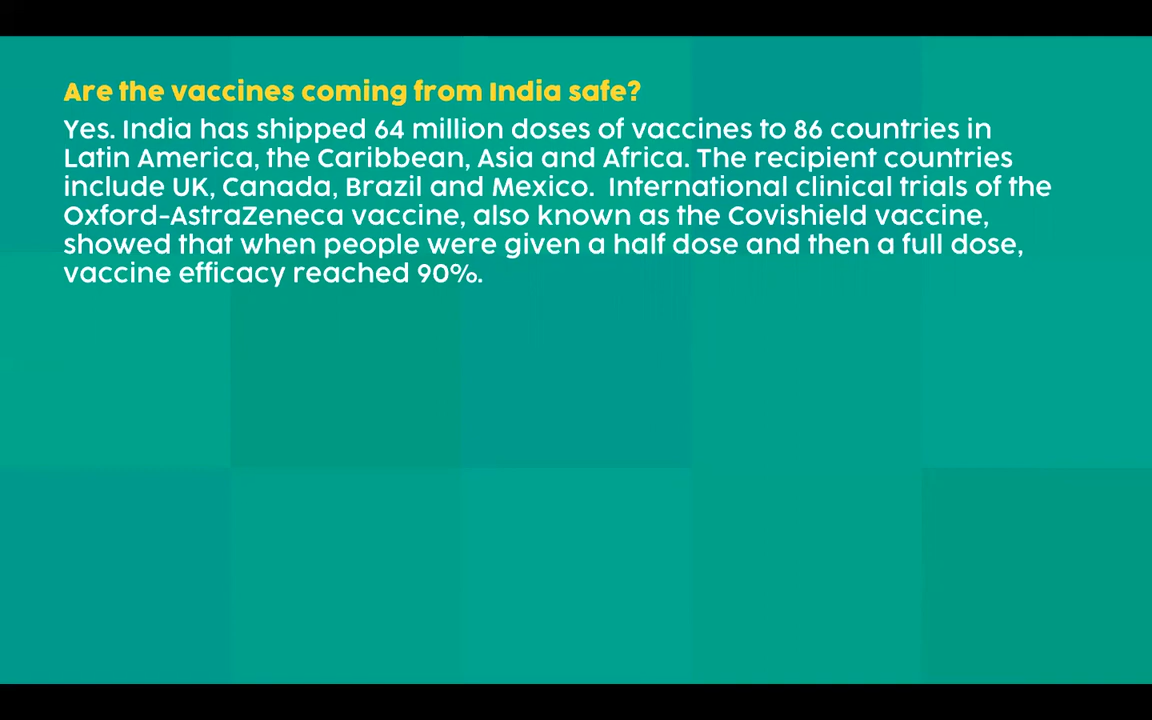 Are the vaccines coming from India safe?
Yes. India has shipped 64 million doses of vaccines to 86 countries in
Latin America, the Caribbean, Asia and Africa. The recipient countries
include UK, Canada, Brazil and Mexico.  International clinical trials of the
Oxford-AstraZeneca vaccine, also known as the Covishield vaccine,
showed that when people were given a half dose and then a full dose,
vaccine efficacy reached 90%.